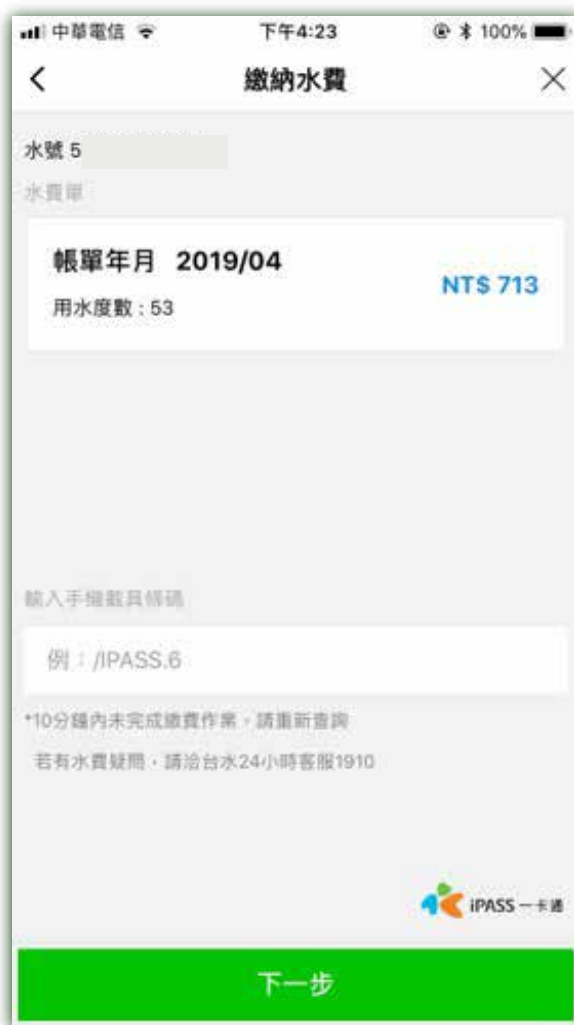 中華電信 下午4:23 100%
繳納水費
水號 5
水費單
帳單年月 2019/04
NT$ 713
用水度數：53
輸入手機載具條碼
例：/IPASS.6
*10分鐘內未完成繳費作業，請重新查詢
若有水費疑問，請洽台水24小時客服1910
iPASS 一卡通
下一步